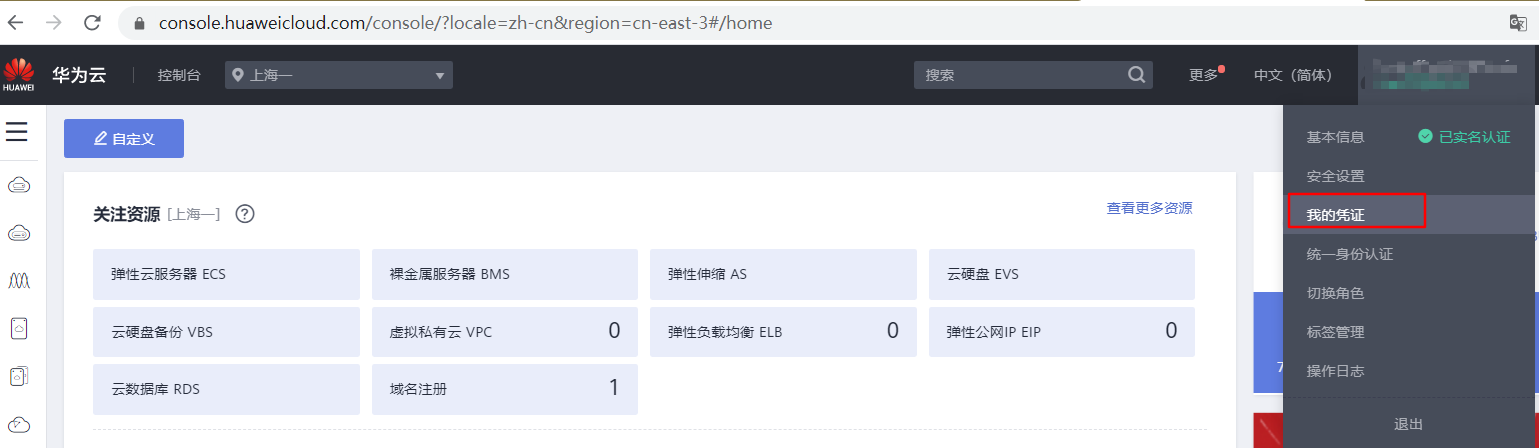 console.huaweicloud.com/console/?locale=zh-cn&region=cn-east-3#/home
HUAWEI 华为云 控制台 上海一 搜索 更多 中文（简体）
自定义
基本信息 已实名认证
安全设置
我的凭证
统一身份认证
切换角色
标签管理
操作日志
退出
关注资源 [上海一] ? 查看更多资源
弹性云服务器 ECS 裸金属服务器 BMS 弹性伸缩 AS 云硬盘 EVS
云硬盘备份 VBS 虚拟私有云 VPC 0 弹性负载均衡 ELB 0 弹性公网IP EIP 0
云数据库 RDS 域名注册 1